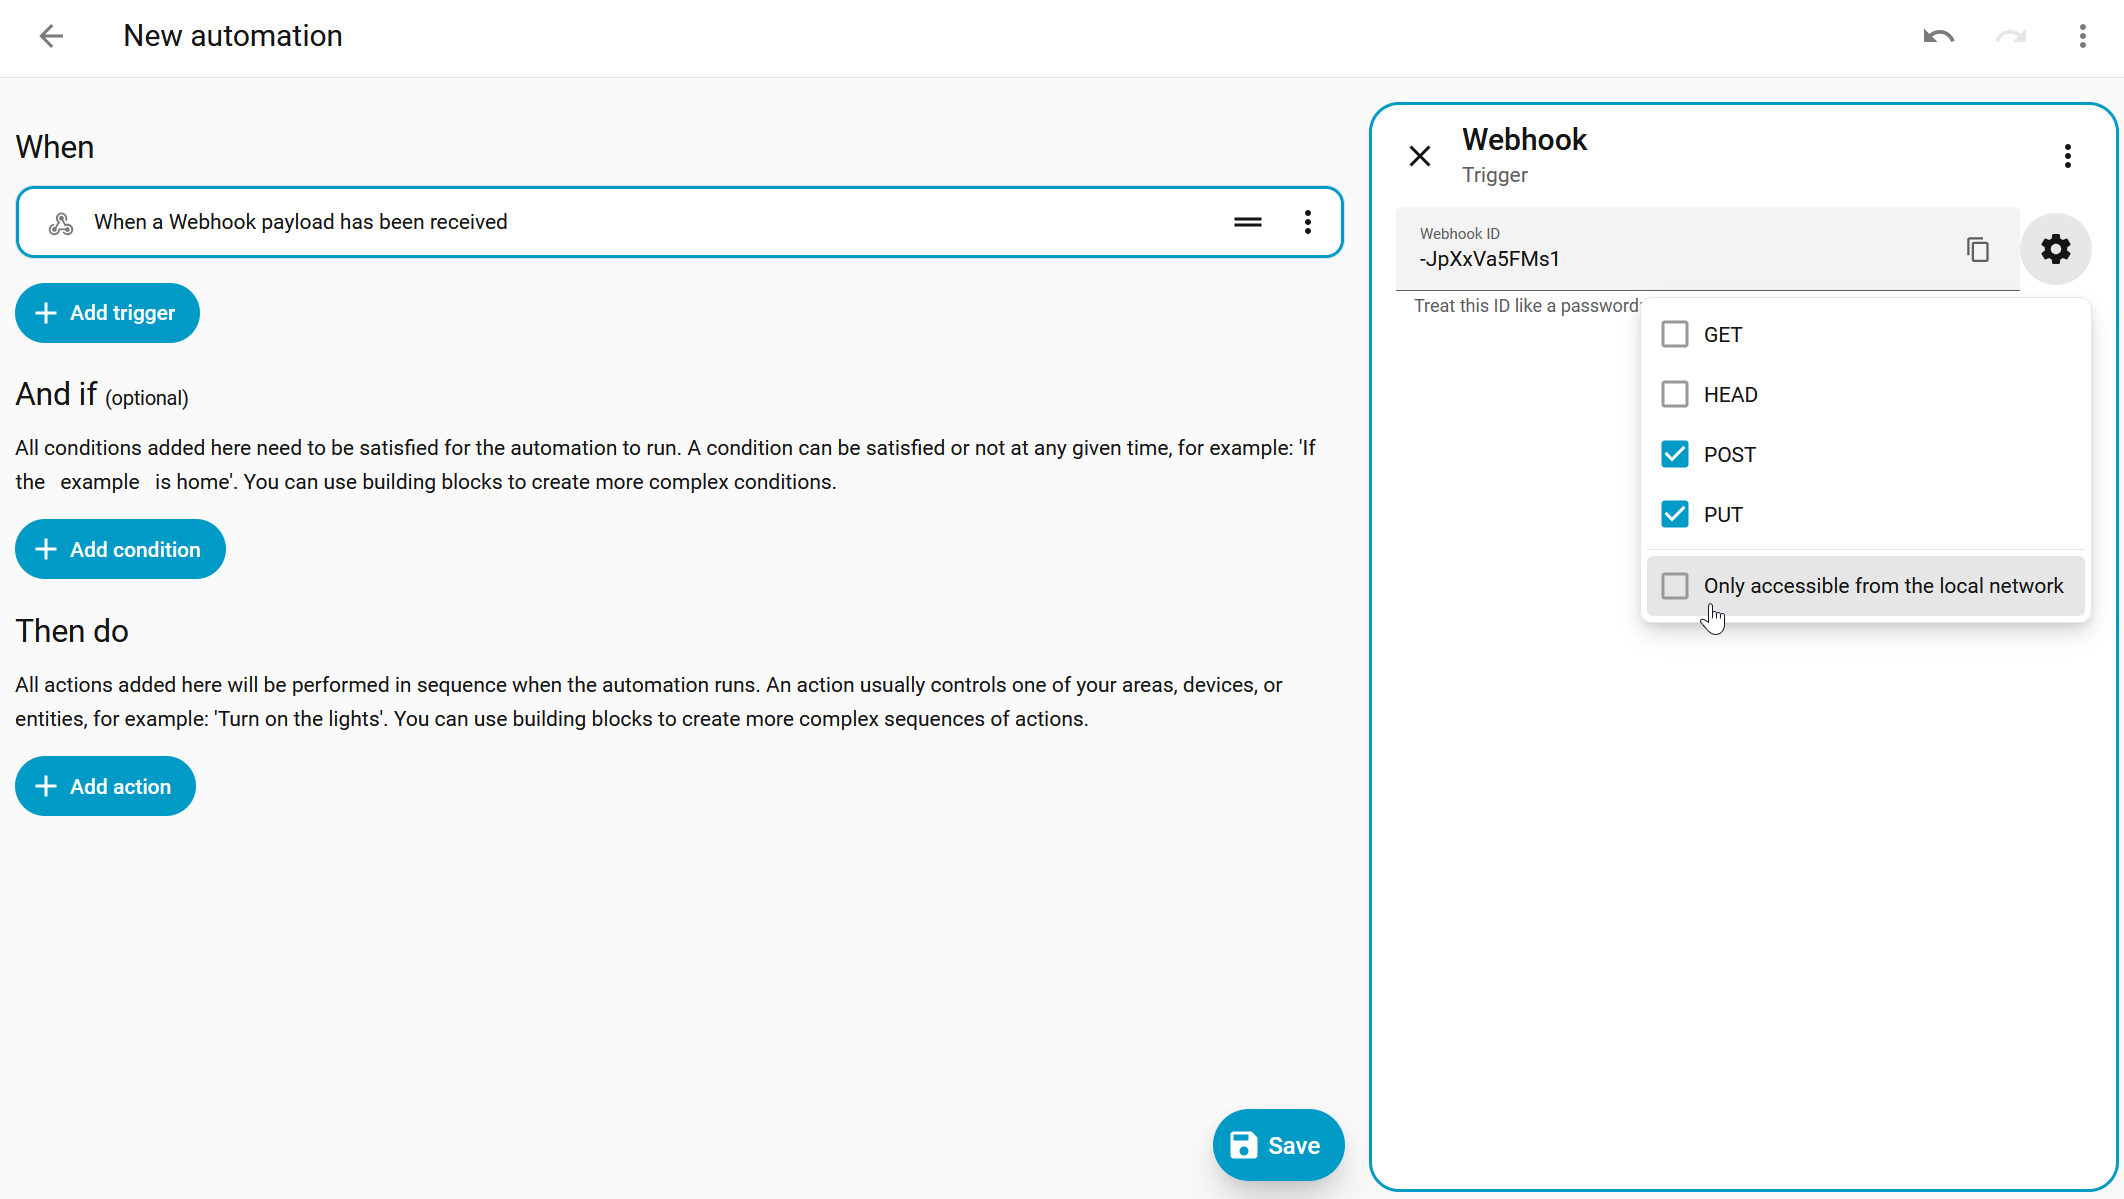 New automation
When
When a Webhook payload has been received
Add trigger
And if (optional)
All conditions added here need to be satisfied for the automation to run. A condition can be satisfied or not at any given time, for example: 'If
the example is home'. You can use building blocks to create more complex conditions.
Add condition
Then do
All actions added here will be performed in sequence when the automation runs. An action usually controls one of your areas, devices, or
entities, for example: 'Turn on the lights'. You can use building blocks to create more complex sequences of actions.
Add action
Save
Webhook
Trigger
Webhook ID
-JpXxVa5FMs1
Treat this ID like a password:
GET
HEAD
POST
PUT
Only accessible from the local network